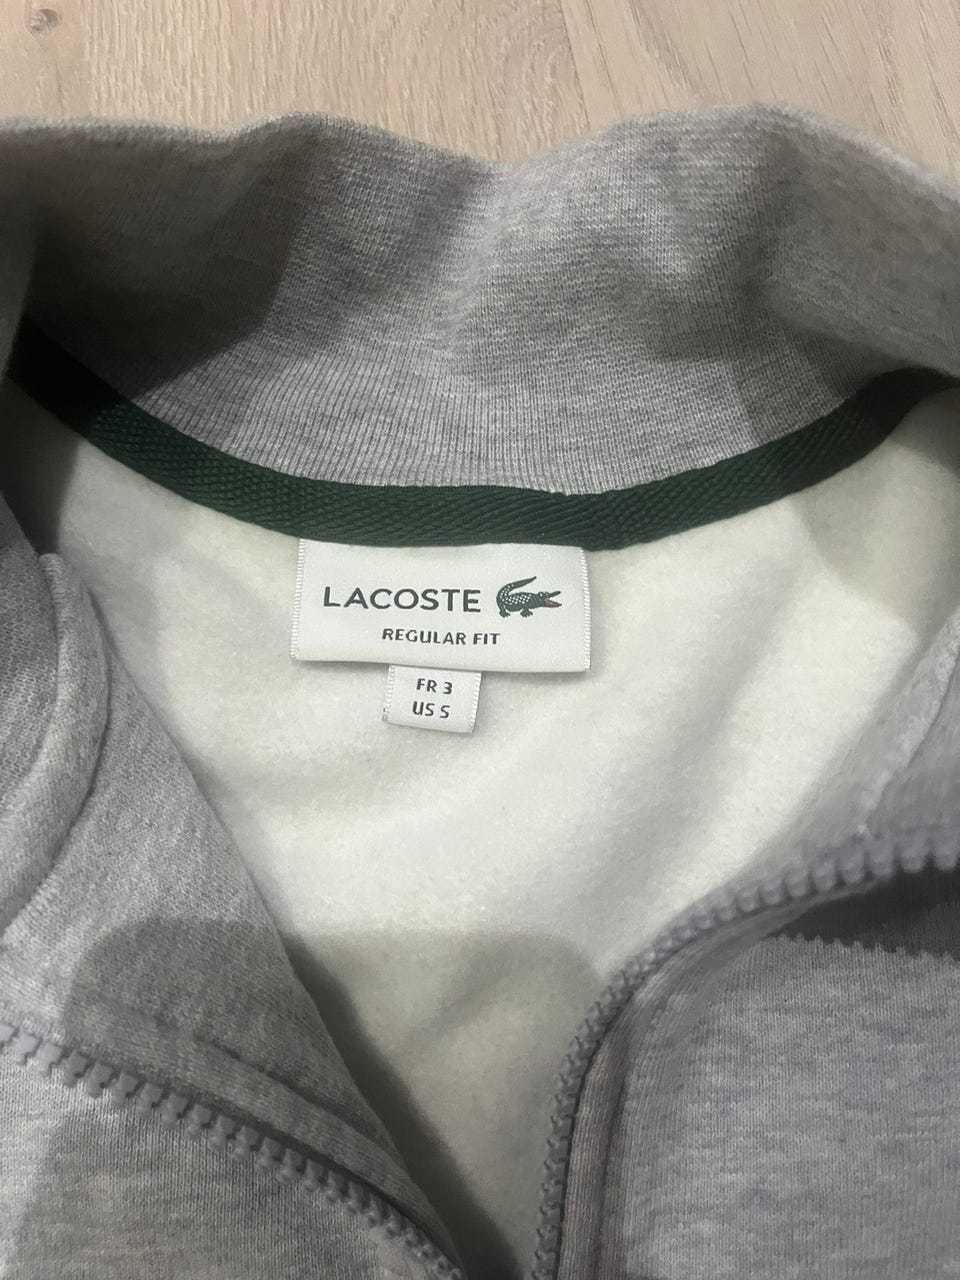 LACOSTE
REGULAR FIT
FR 3
US S